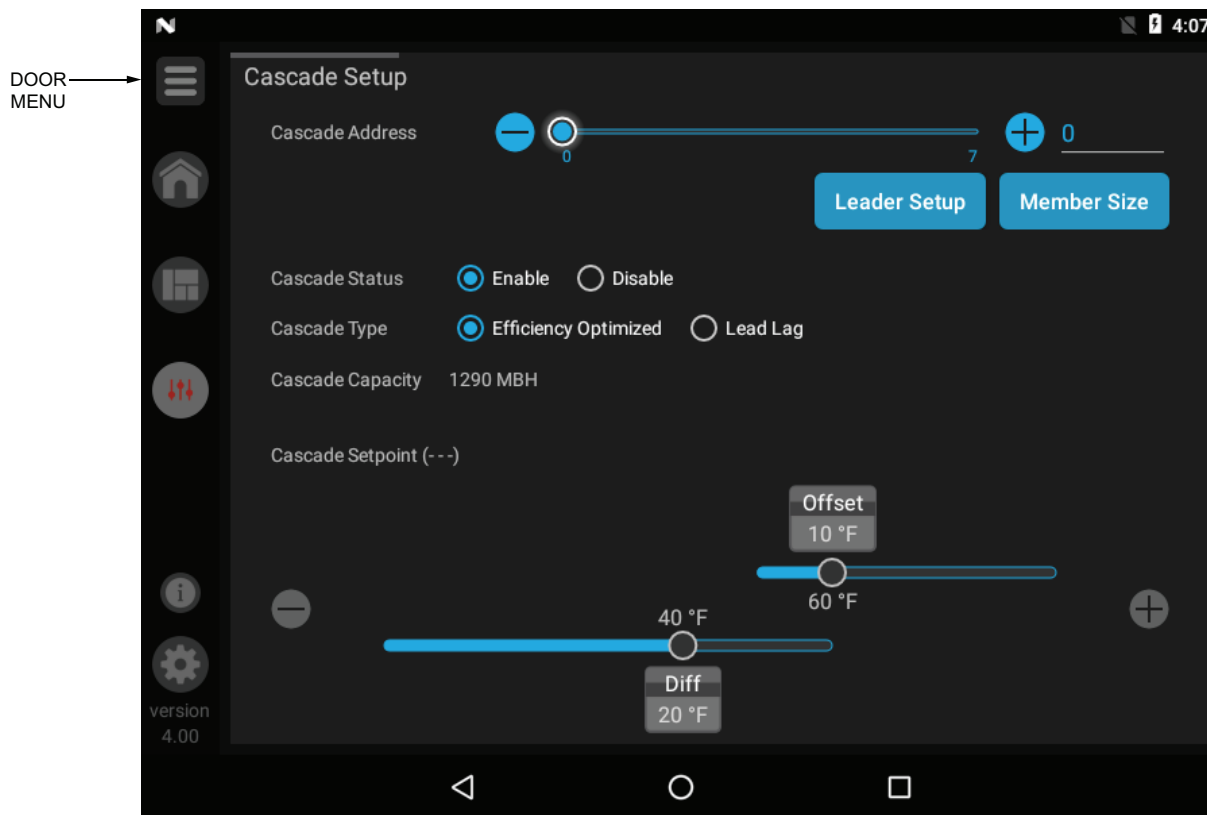 4:07
DOOR
MENU
Cascade Setup
Cascade Address
0
7
0
Leader Setup
Member Size
Cascade Status
Enable
Disable
Cascade Type
Efficiency Optimized
Lead Lag
Cascade Capacity
1290 MBH
Cascade Setpoint (---)
Offset
10 °F
60 °F
40 °F
Diff
20 °F
version
4.00